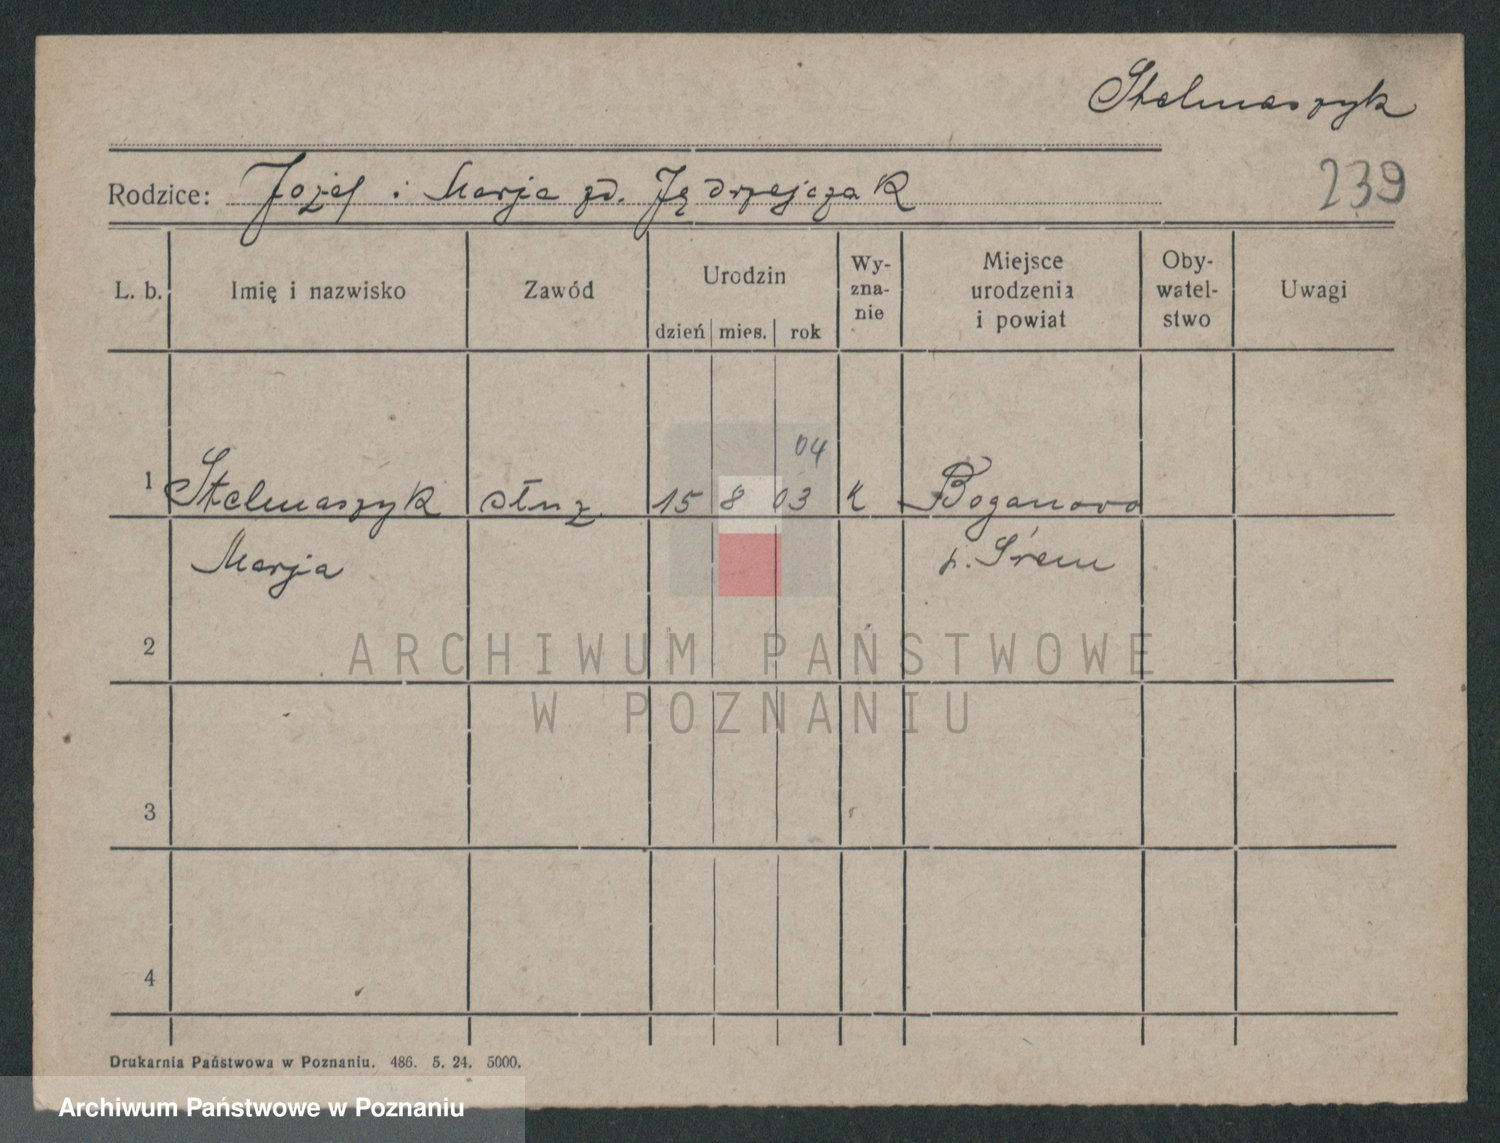 Stelmaszyk
Rodzice: Józef i Marja zd. Jędrzejczak
239
L. b. Imię i nazwisko Zawód Urodzin Wy- zna- nie Miejsce urodzenia i powiat Oby- watel- stwo Uwagi
dzień mies. rok
04
1 Stelmaszyk służ. 15 8 03 K Boganowo
Marja p. Śrem
2
ARCHIWUM PAŃSTWOWE
W POZNANIU
3
4
Drukarnia Państwowa w Poznaniu. 486. 5. 24. 5000.
Archiwum Państwowe w Poznaniu